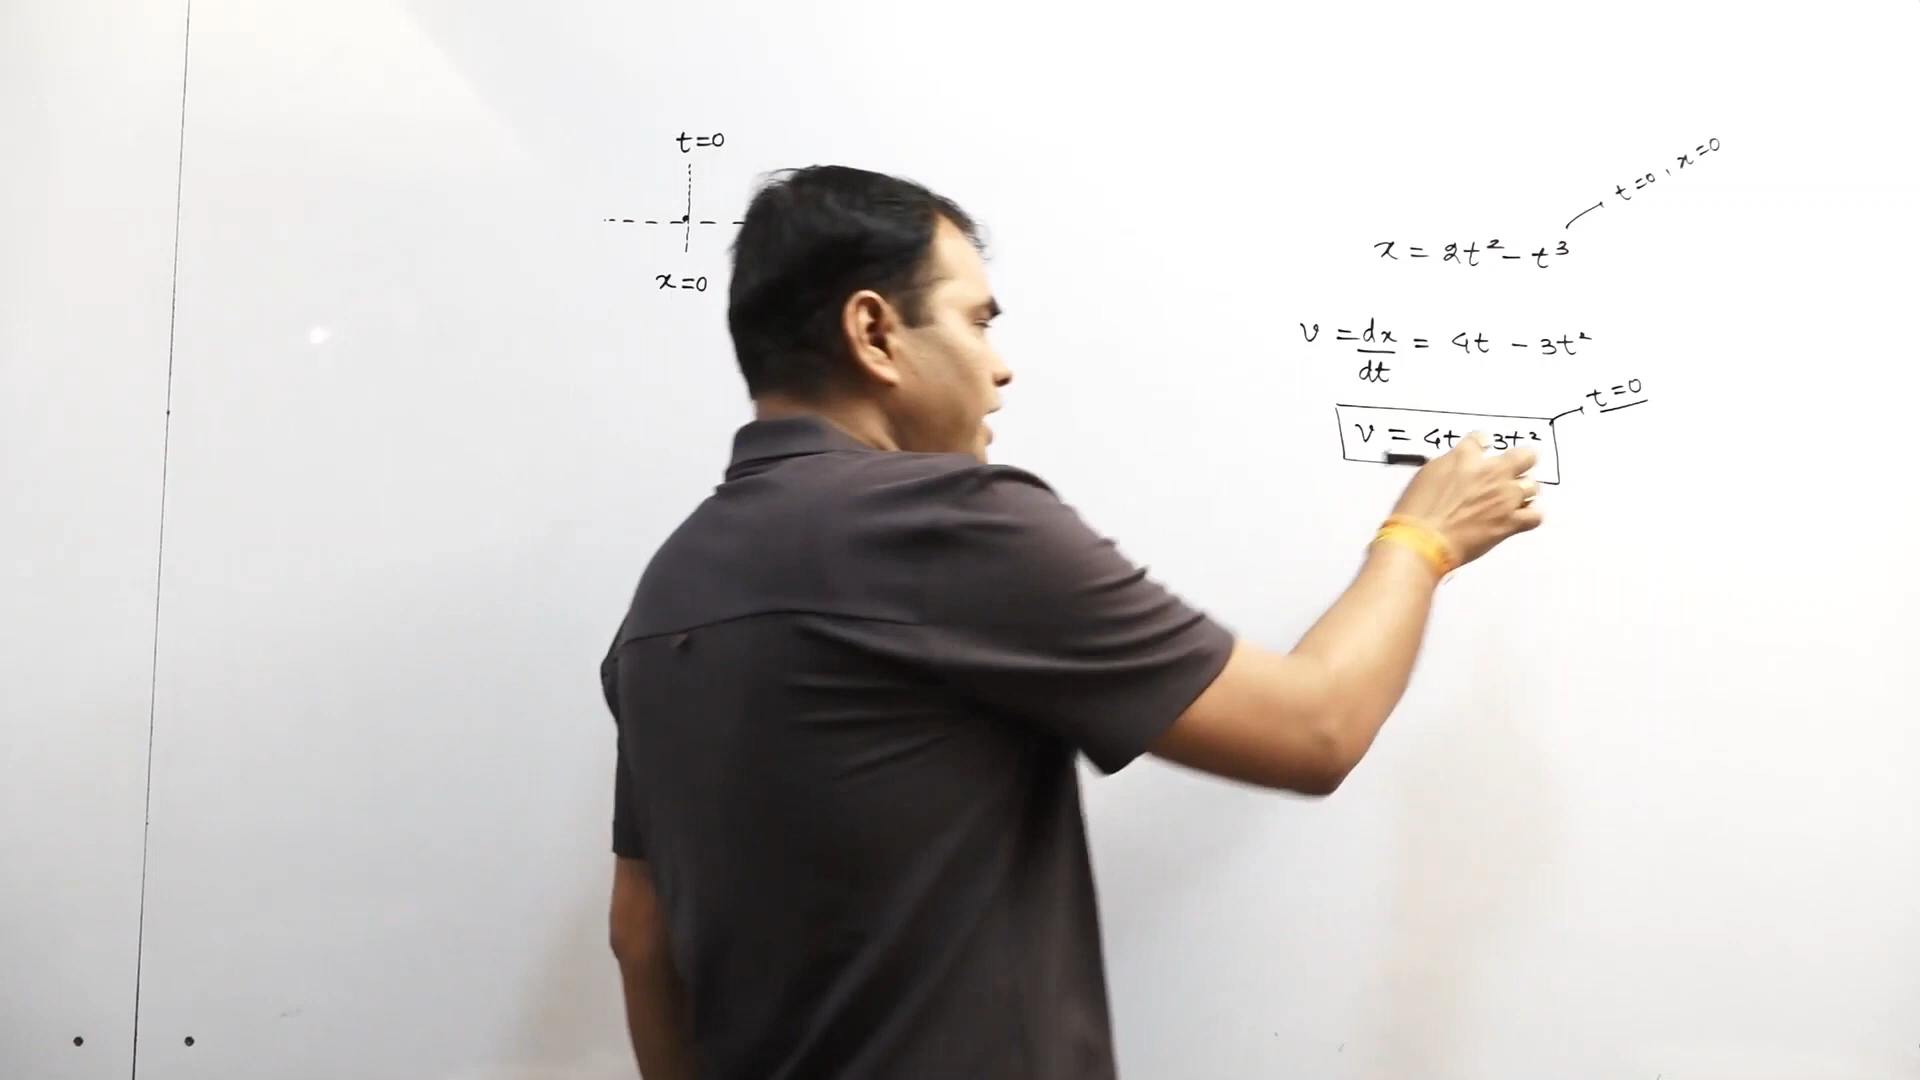 t=0
x=0
t=0, x=0
x = 2t² - t³
v = dx/dt = 4t - 3t²
t=0
v = 4t 3t²